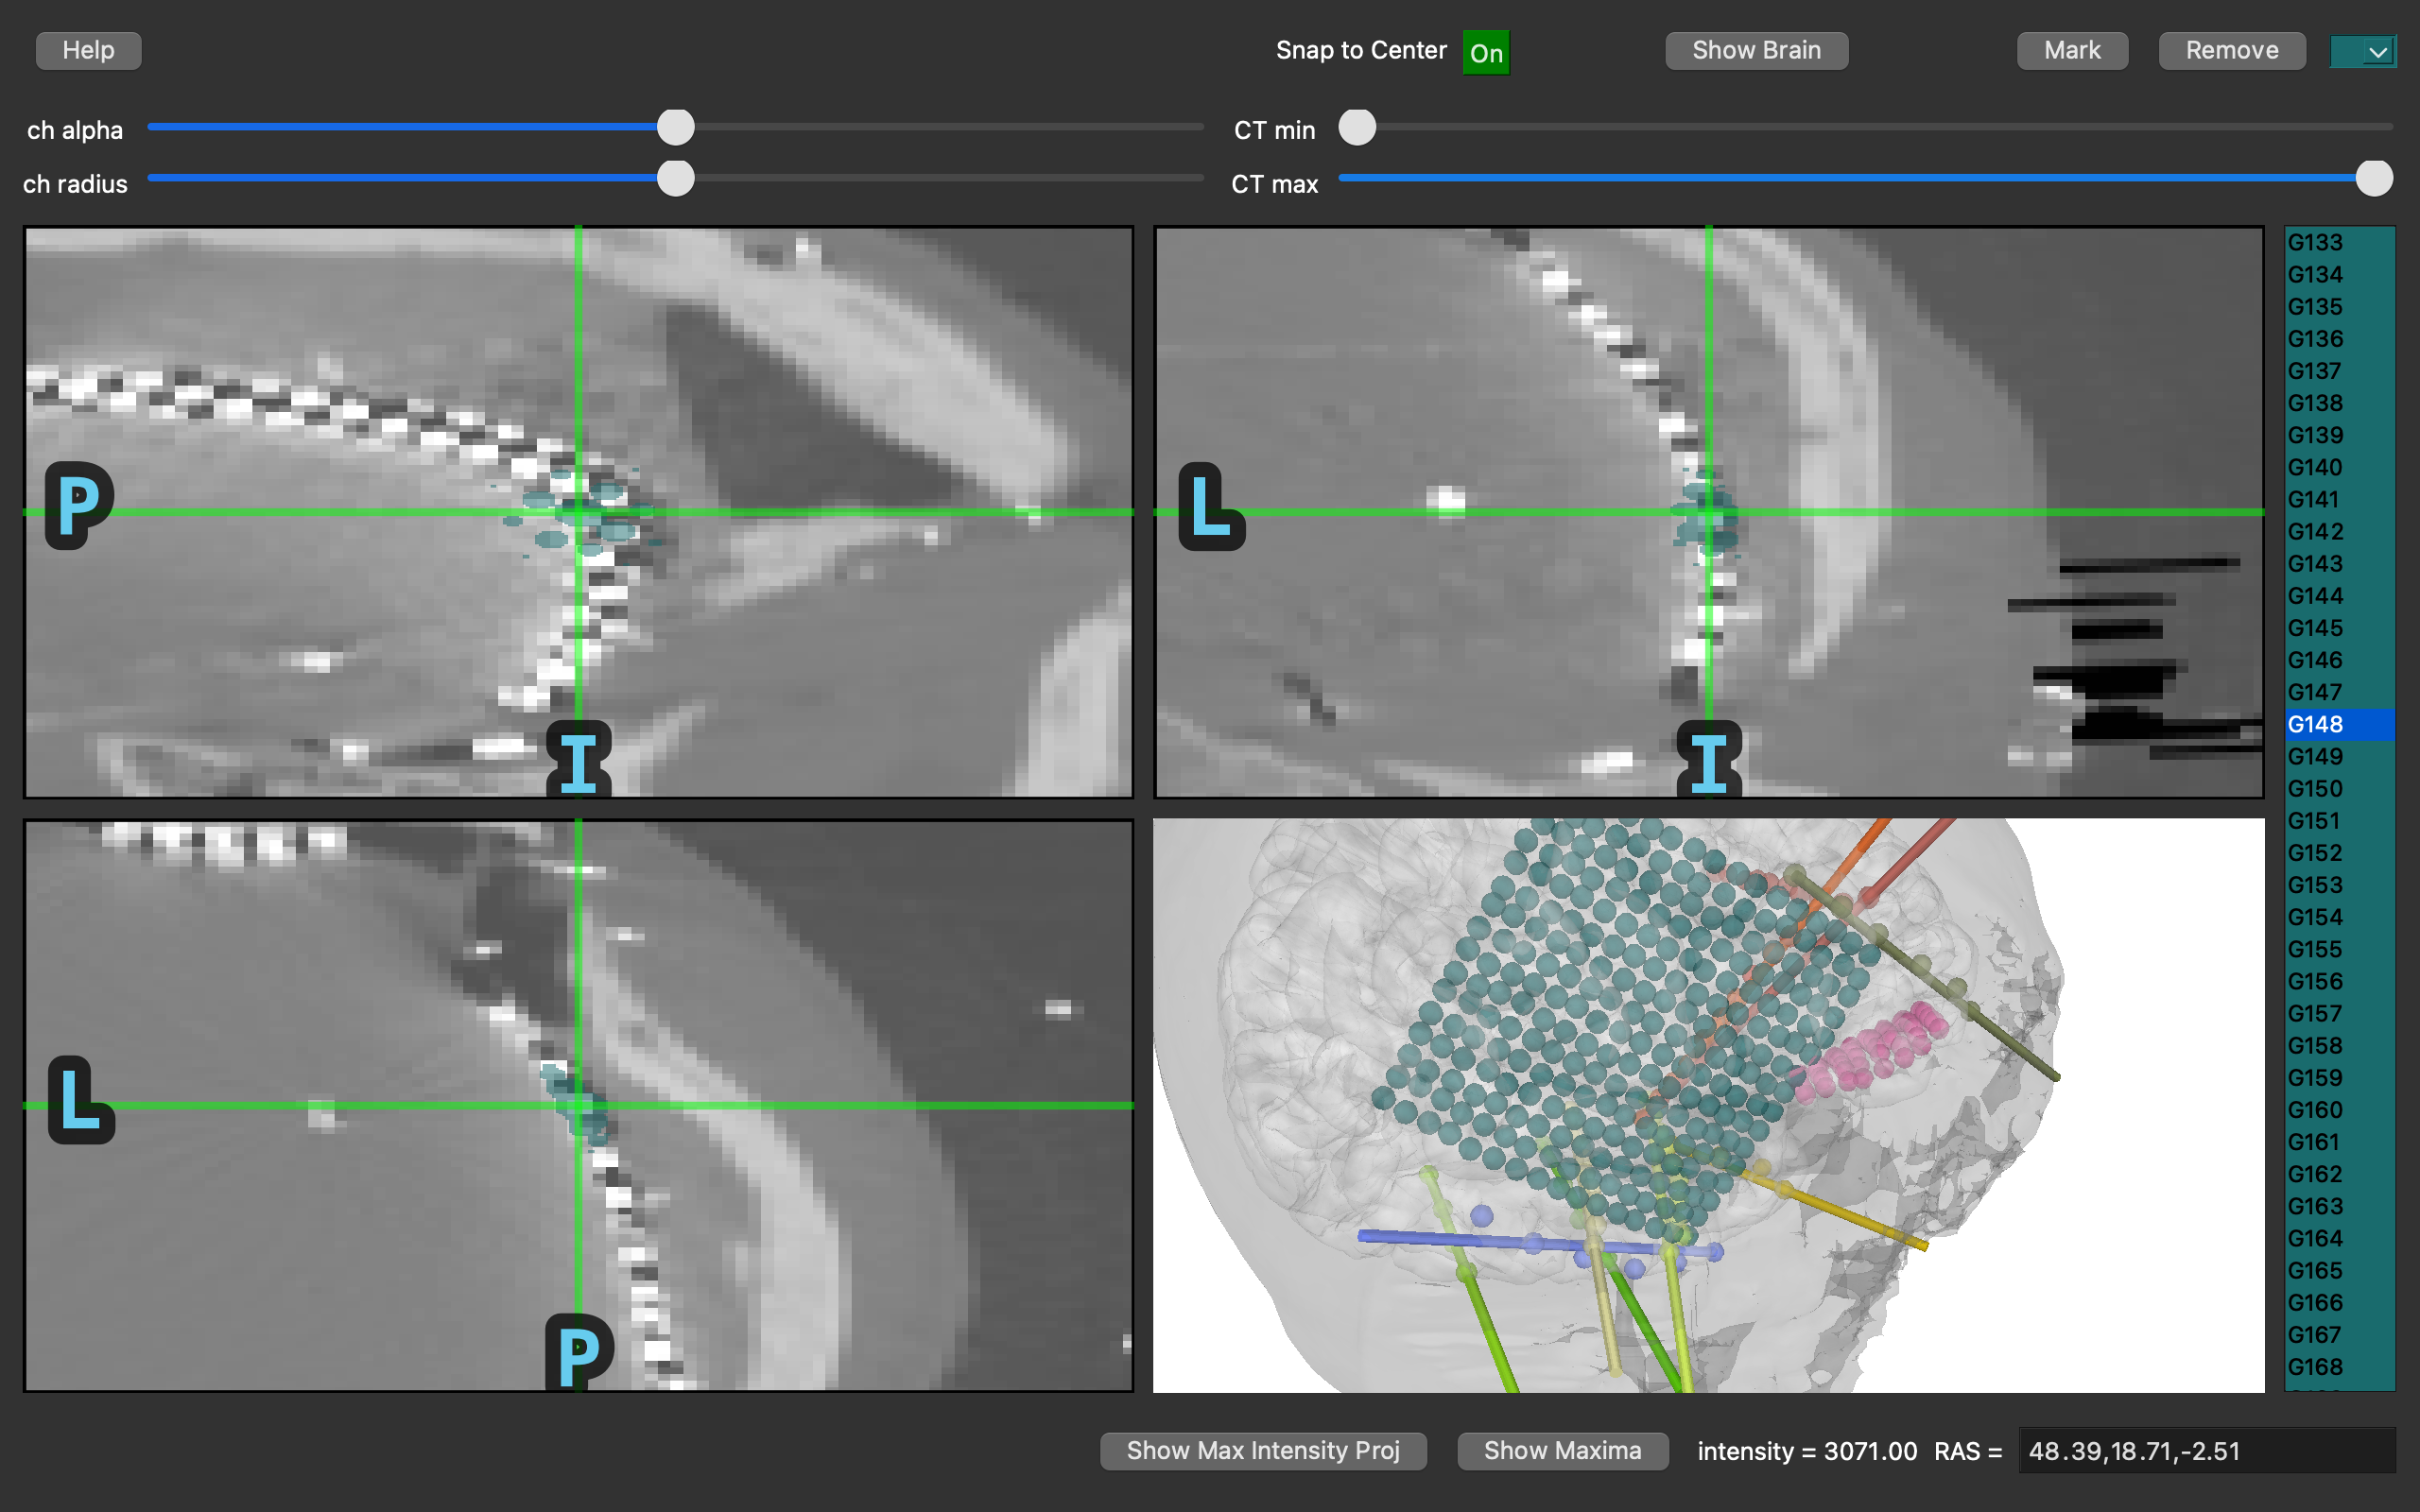 Help
Snap to Center On
Show Brain
Mark
Remove
ch alpha
CT min
ch radius
CT max
P
I
L
I
L
P
G133
G134
G135
G136
G137
G138
G139
G140
G141
G142
G143
G144
G145
G146
G147
G148
G149
G150
G151
G152
G153
G154
G155
G156
G157
G158
G159
G160
G161
G162
G163
G164
G165
G166
G167
G168
Show Max Intensity Proj
Show Maxima
intensity = 3071.00 RAS = 48.39,18.71,-2.51